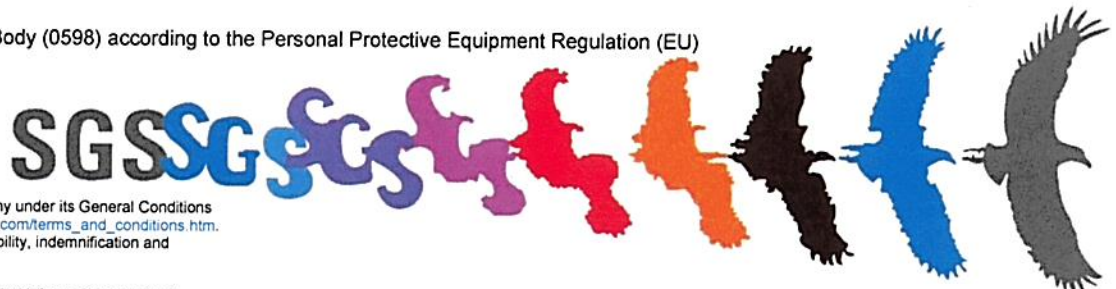 Body (0598) according to the Personal Protective Equipment Regulation (EU)
SGSSGSSGSSGS
ny under its General Conditions
com/terms_and_conditions.htm.
bility, indemnification and